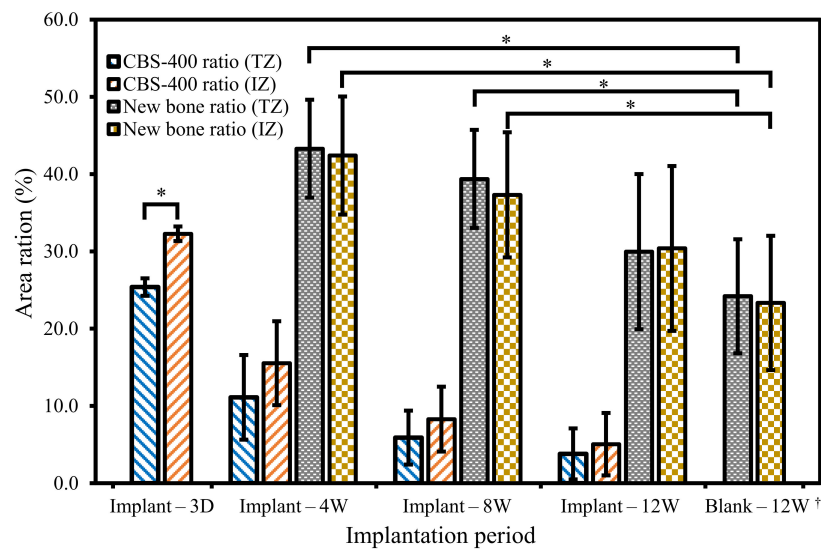 60.0
50.0
40.0
30.0
20.0
10.0
0.0
Area ration (%)
CBS-400 ratio (TZ)
CBS-400 ratio (IZ)
New bone ratio (TZ)
New bone ratio (IZ)
*
*
*
*
*
Implant – 3D Implant – 4W Implant – 8W Implant – 12W Blank – 12W †
Implantation period